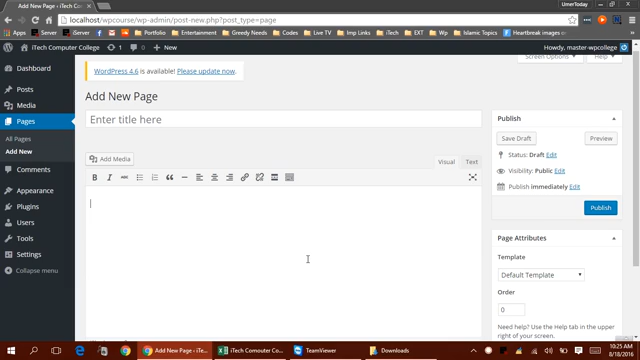 Add New Page ‹ iTech Com
UmerToday
localhost/wpcourse/wp-admin/post-new.php?post_type=page
Apps
iServer
iServer
Portfolio
Entertainment
Greedy Needs
Codes
Live Tv
Imp Links
iTech
EJT
Wp
Islamic Topics
Heartbreak images e
iTech Computer College
1
0
New
Howdy, master-wpcollege
Screen Options
Help
Dashboard
Posts
Media
Pages
All Pages
Add New
Comments
Appearance
Plugins
Users
Tools
Settings
Collapse menu
WordPress 4.6 is available! Please update now.
Add New Page
Enter title here
Add Media
Visual
Text
B I ABC
Publish
Save Draft
Preview
Status: Draft Edit
Visibility: Public Edit
Publish immediately Edit
Publish
Page Attributes
Template
Default Template
Order
0
Need help? Use the Help tab in the upper
right of your screen.
Add New Page ‹ iTe...
iTech Comouter Co...
TeamViewer
Downloads
10:25 AM
8/18/2016